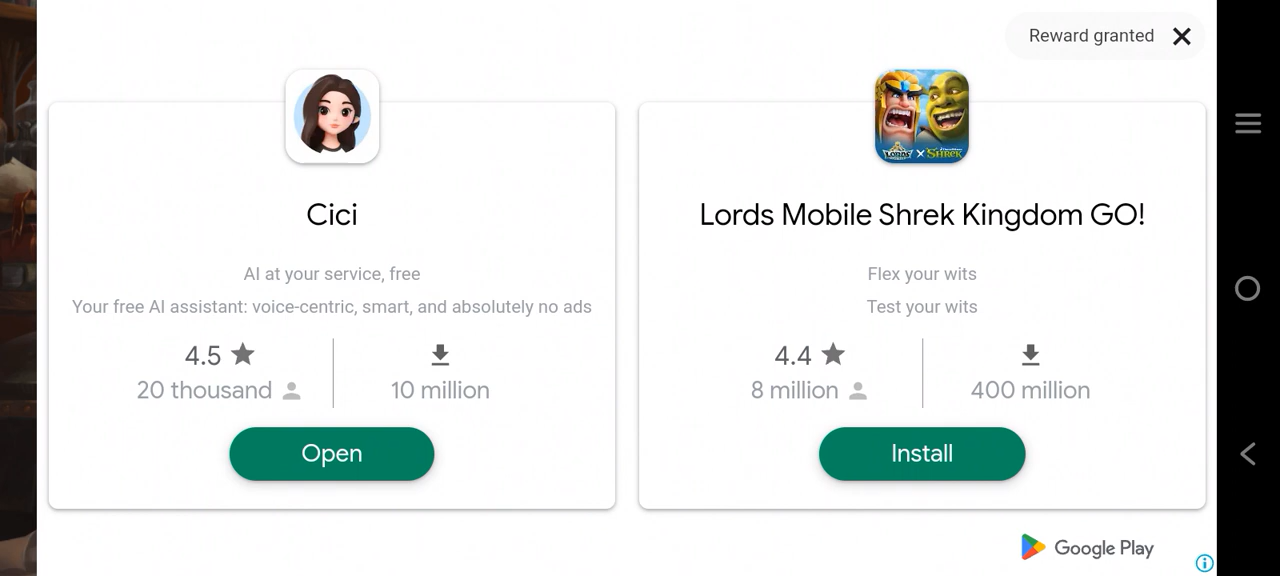 Reward granted
Cici
AI at your service, free
Your free AI assistant: voice-centric, smart, and absolutely no ads
4.5
20 thousand
10 million
Open
LORDS X SHREK
Lords Mobile Shrek Kingdom GO!
Flex your wits
Test your wits
4.4
8 million
400 million
Install
Google Play